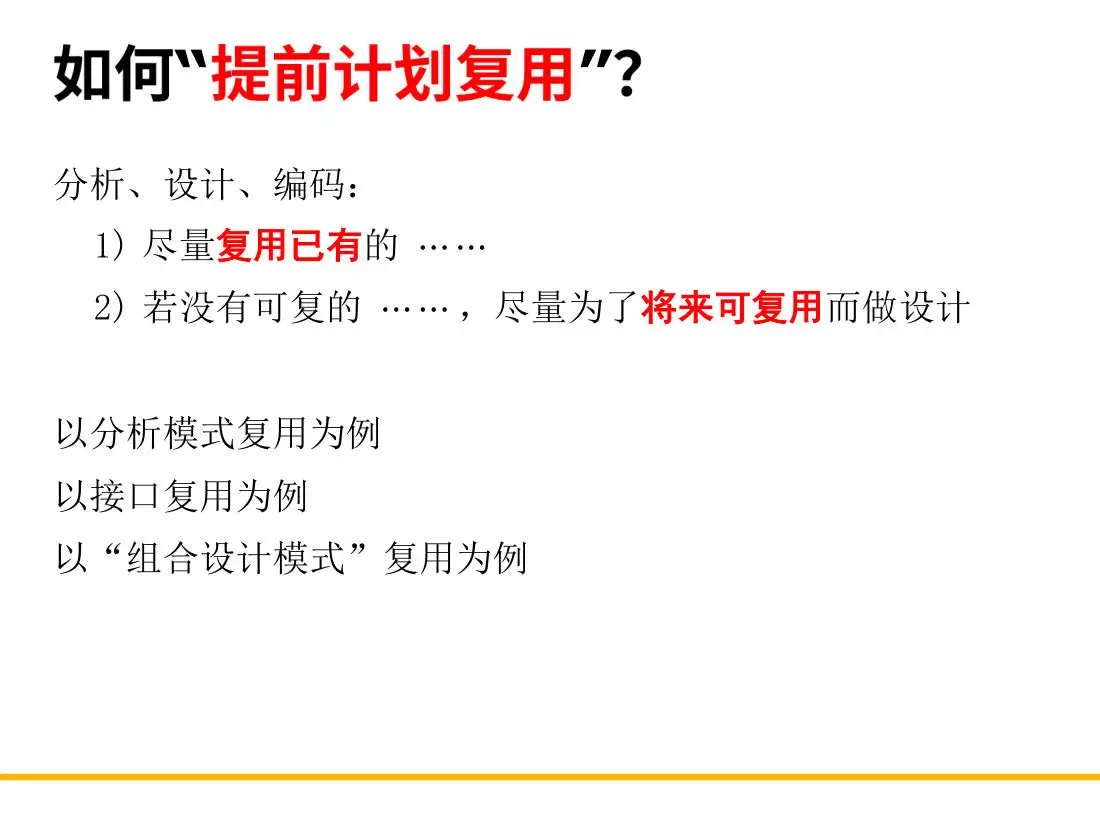 如何“提前计划复用”？
分析、设计、编码：
1) 尽量复用已有的 ……
2) 若没有可复的 ……，尽量为了将来可复用而做设计
以分析模式复用为例
以接口复用为例
以“组合设计模式”复用为例